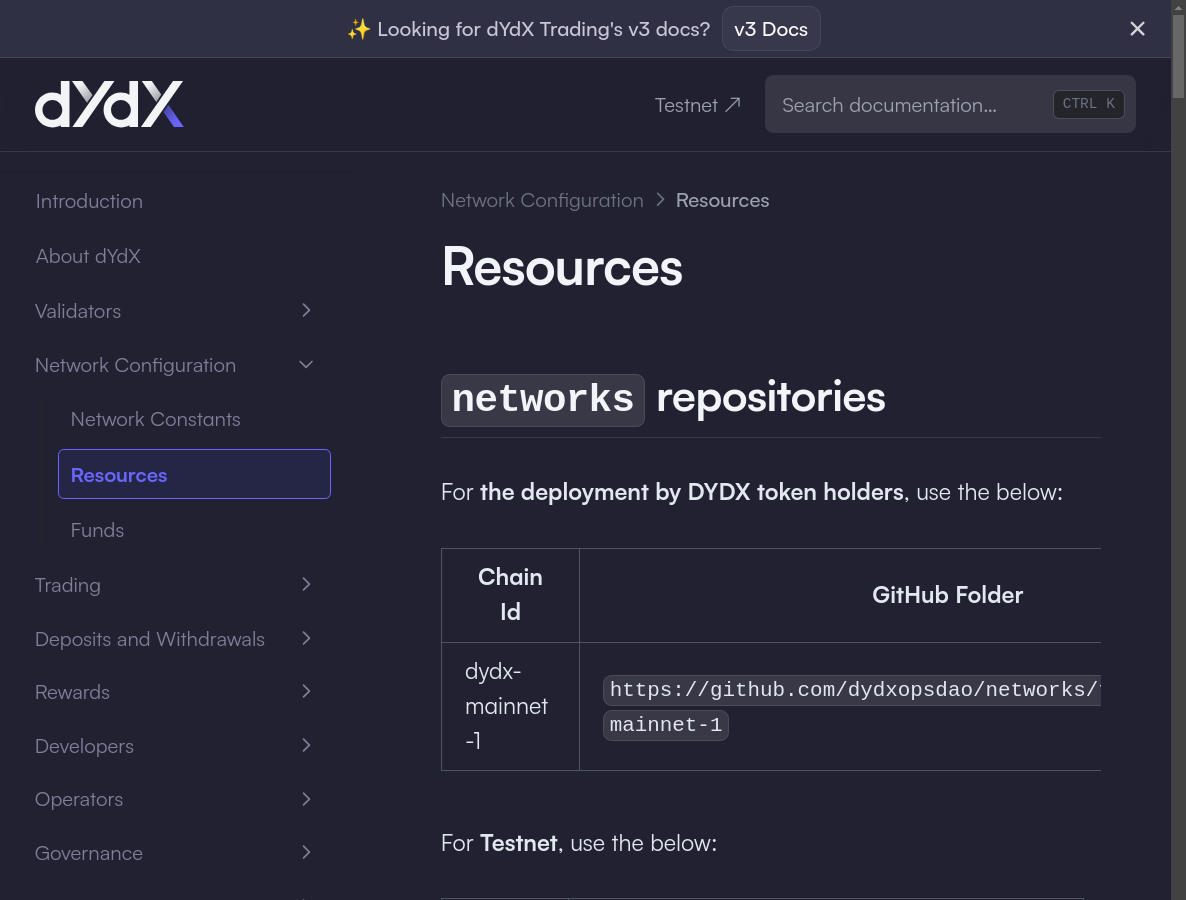 ✨ Looking for dYdX Trading's v3 docs? v3 Docs
dYdX
Testnet
Search documentation...
CTRL K
Introduction
About dYdX
Validators
Network Configuration
Network Constants
Resources
Funds
Trading
Deposits and Withdrawals
Rewards
Developers
Operators
Governance
Network Configuration > Resources
Resources
networks repositories
For the deployment by DYDX token holders, use the below:
Chain
Id
GitHub Folder
dydx-
mainnet
-1
https://github.com/dydxopsdao/networks/
mainnet-1
For Testnet, use the below: